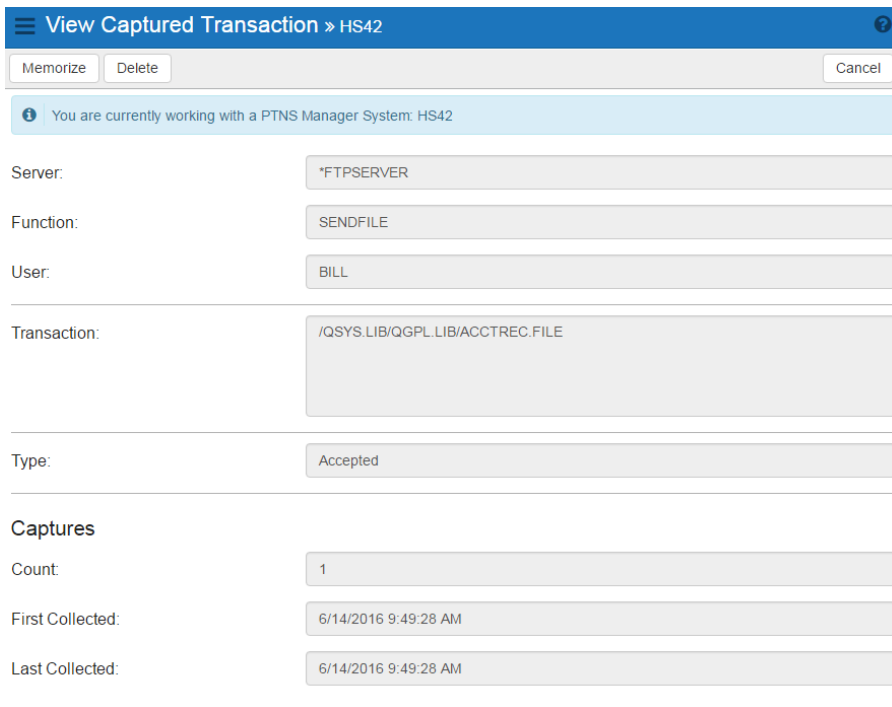 View Captured Transaction » HS42
Memorize Delete Cancel
You are currently working with a PTNS Manager System: HS42
Server: *FTPSERVER
Function: SENDFILE
User: BILL
Transaction: /QSYS.LIB/QGPL.LIB/ACCTREC.FILE
Type: Accepted
Captures
Count: 1
First Collected: 6/14/2016 9:49:28 AM
Last Collected: 6/14/2016 9:49:28 AM